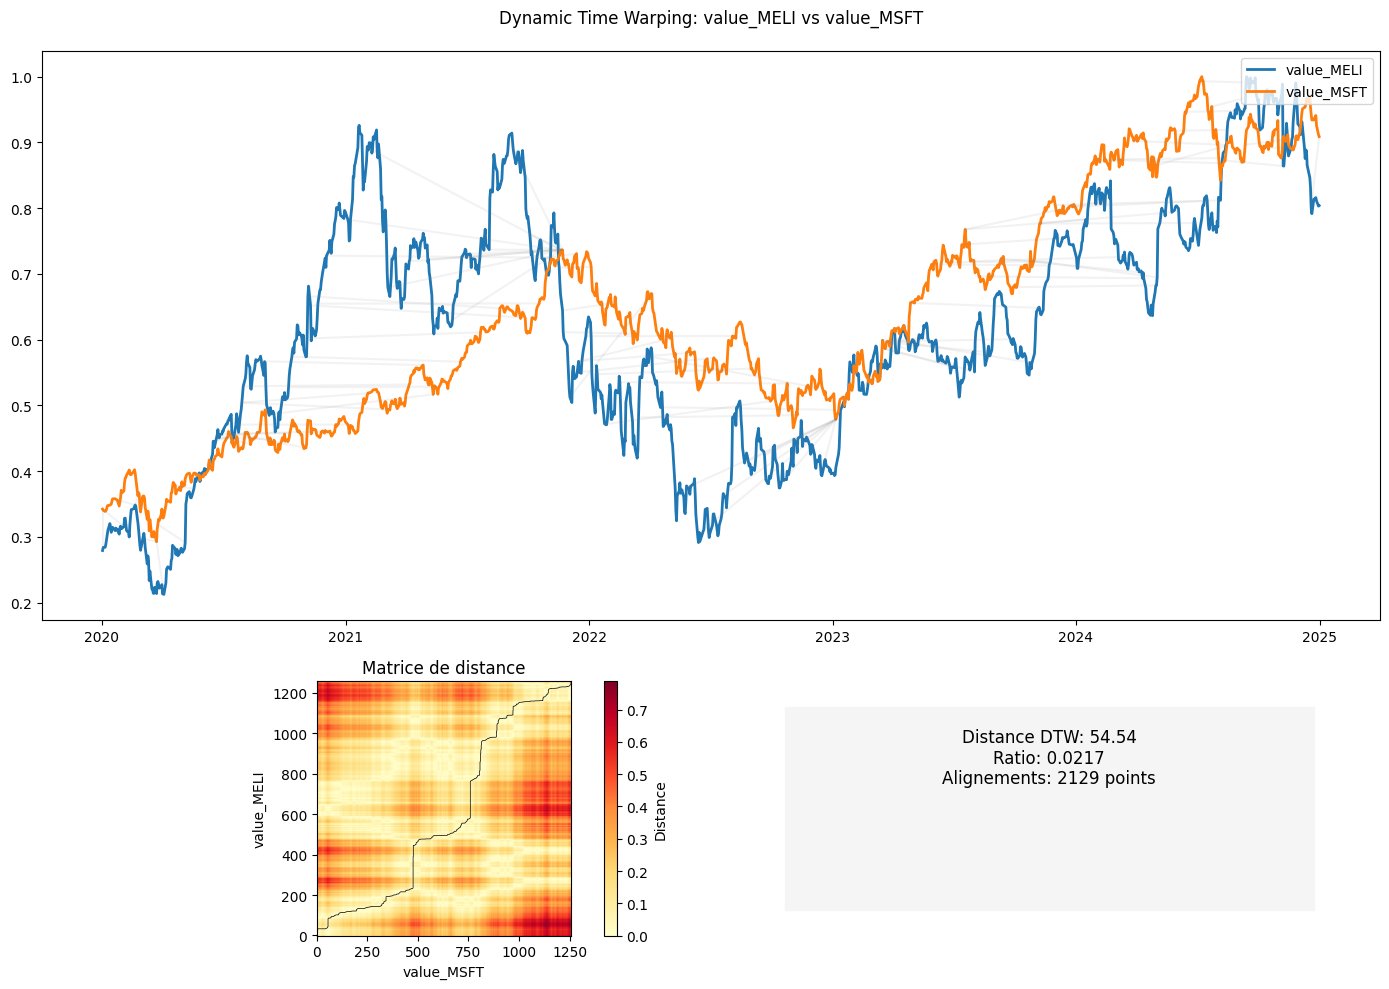 Dynamic Time Warping: value_MELI vs value_MSFT
value_MELI
value_MSFT
1.0
0.9
0.8
0.7
0.6
0.5
0.4
0.3
0.2
2020 2021 2022 2023 2024 2025
Matrice de distance
value_MELI
1200
1000
800
600
400
200
0
0 250 500 750 1000 1250
value_MSFT
0.7
0.6
0.5
0.4
0.3
0.2
0.1
0.0
Distance
Distance DTW: 54.54
Ratio: 0.0217
Alignements: 2129 points